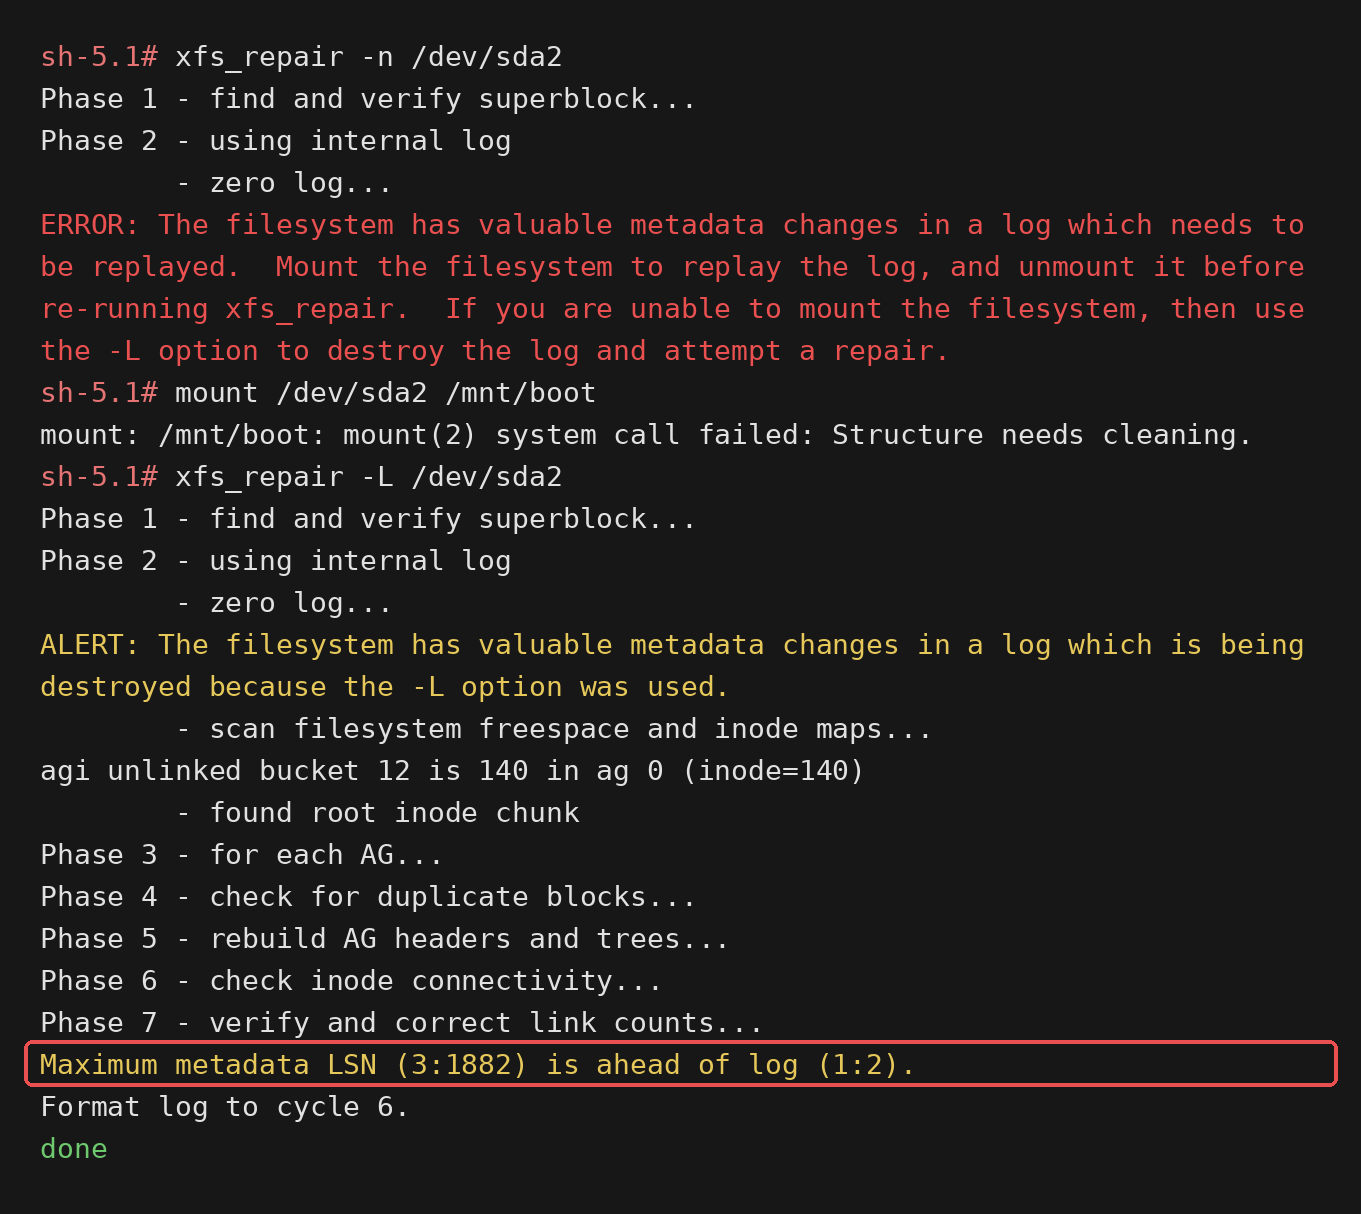 sh-5.1# xfs_repair -n /dev/sda2
Phase 1 - find and verify superblock...
Phase 2 - using internal log
        - zero log...
ERROR: The filesystem has valuable metadata changes in a log which needs to
be replayed.  Mount the filesystem to replay the log, and unmount it before
re-running xfs_repair.  If you are unable to mount the filesystem, then use
the -L option to destroy the log and attempt a repair.
sh-5.1# mount /dev/sda2 /mnt/boot
mount: /mnt/boot: mount(2) system call failed: Structure needs cleaning.
sh-5.1# xfs_repair -L /dev/sda2
Phase 1 - find and verify superblock...
Phase 2 - using internal log
        - zero log...
ALERT: The filesystem has valuable metadata changes in a log which is being
destroyed because the -L option was used.
        - scan filesystem freespace and inode maps...
agi unlinked bucket 12 is 140 in ag 0 (inode=140)
        - found root inode chunk
Phase 3 - for each AG...
Phase 4 - check for duplicate blocks...
Phase 5 - rebuild AG headers and trees...
Phase 6 - check inode connectivity...
Phase 7 - verify and correct link counts...
Maximum metadata LSN (3:1882) is ahead of log (1:2).
Format log to cycle 6.
done